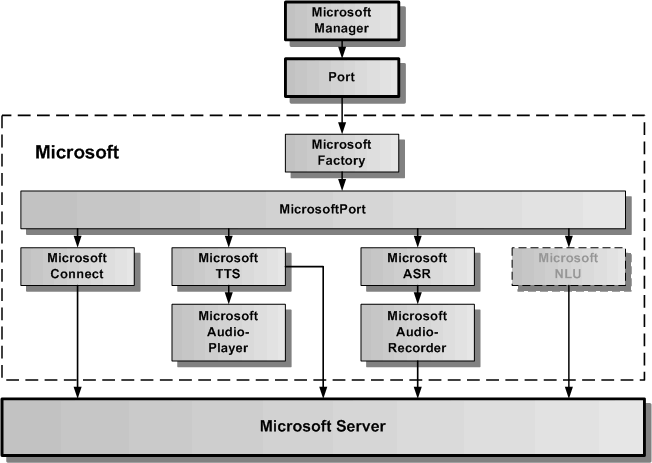 Microsoft
Manager
Port
Microsoft
Microsoft
Factory
MicrosoftPort
Microsoft
Connect
Microsoft
TTS
Microsoft
ASR
Microsoft
NLU
Microsoft
Audio-
Player
Microsoft
Audio-
Recorder
Microsoft Server